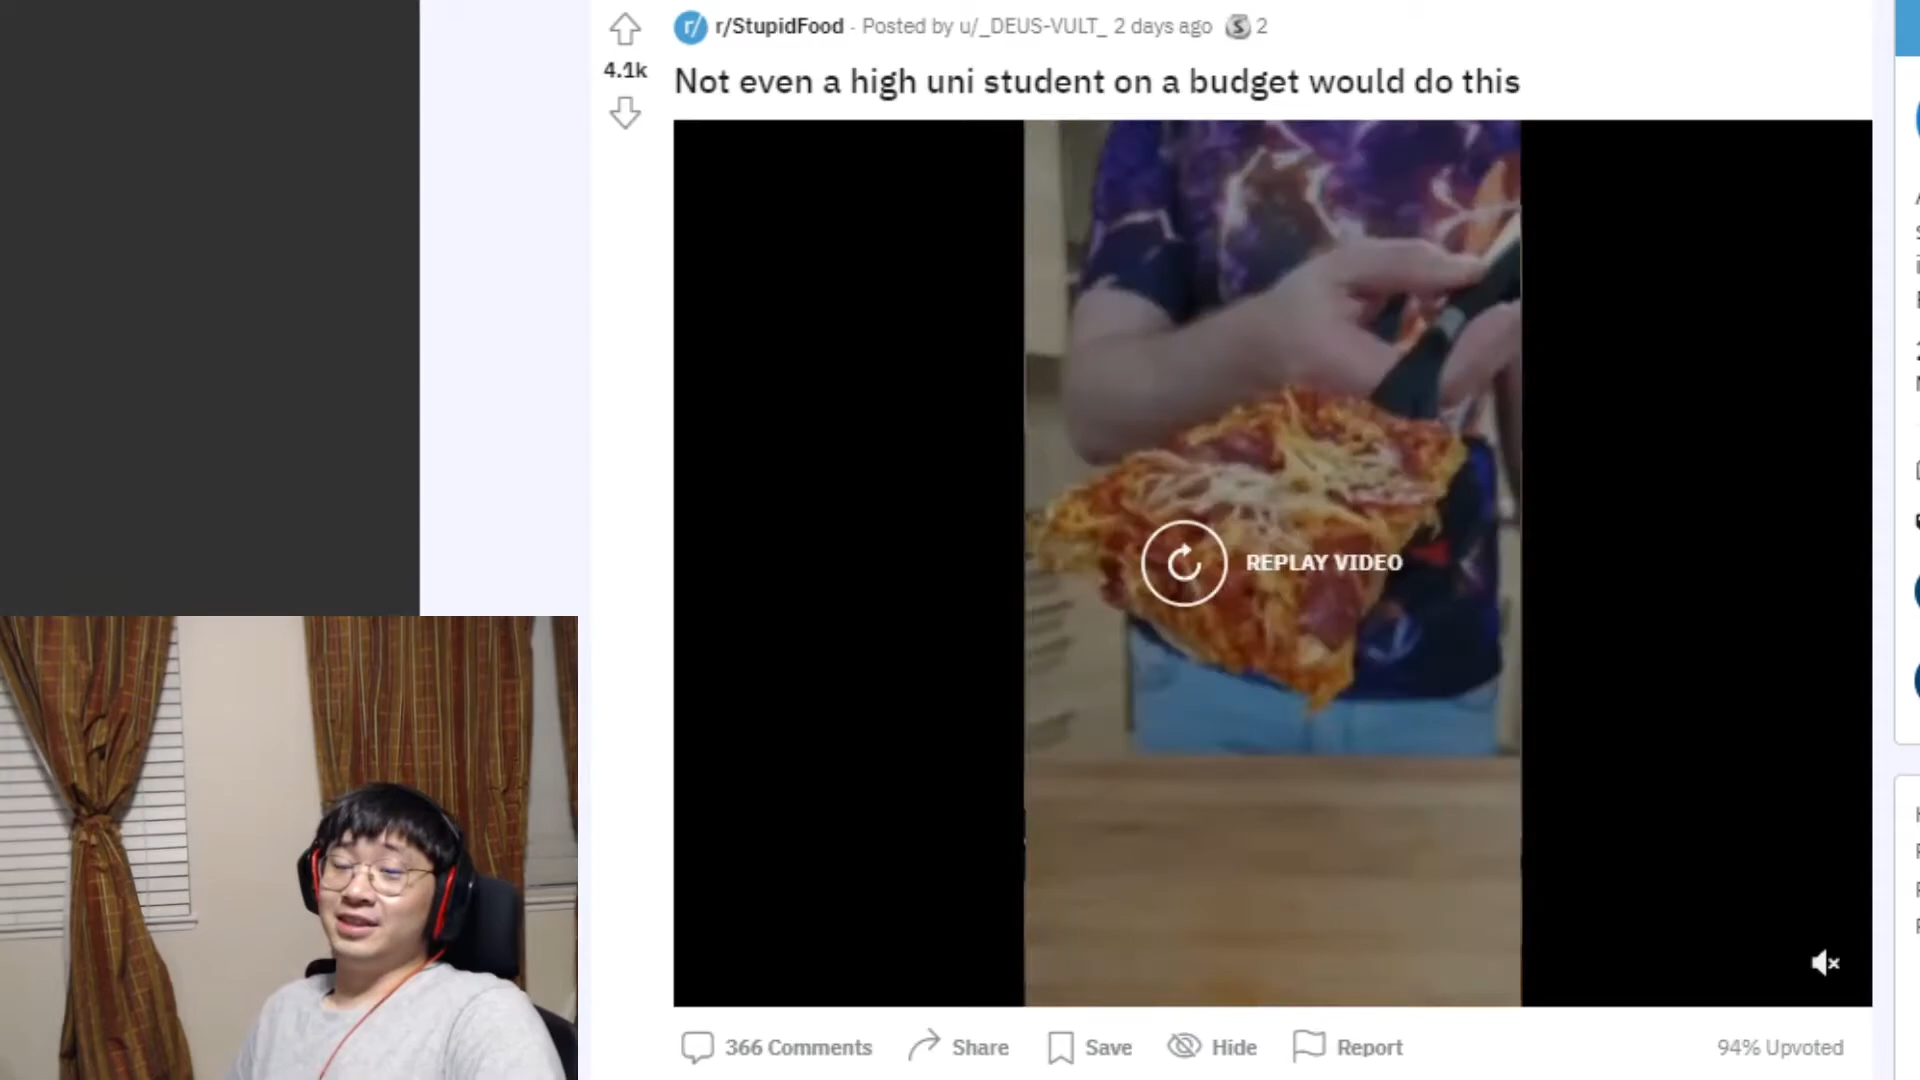 r/ r/StupidFood · Posted by u/_DEUS-VULT_ 2 days ago S 2
4.1k
Not even a high uni student on a budget would do this
REPLAY VIDEO
366 Comments Share Save Hide Report 94% Upvoted